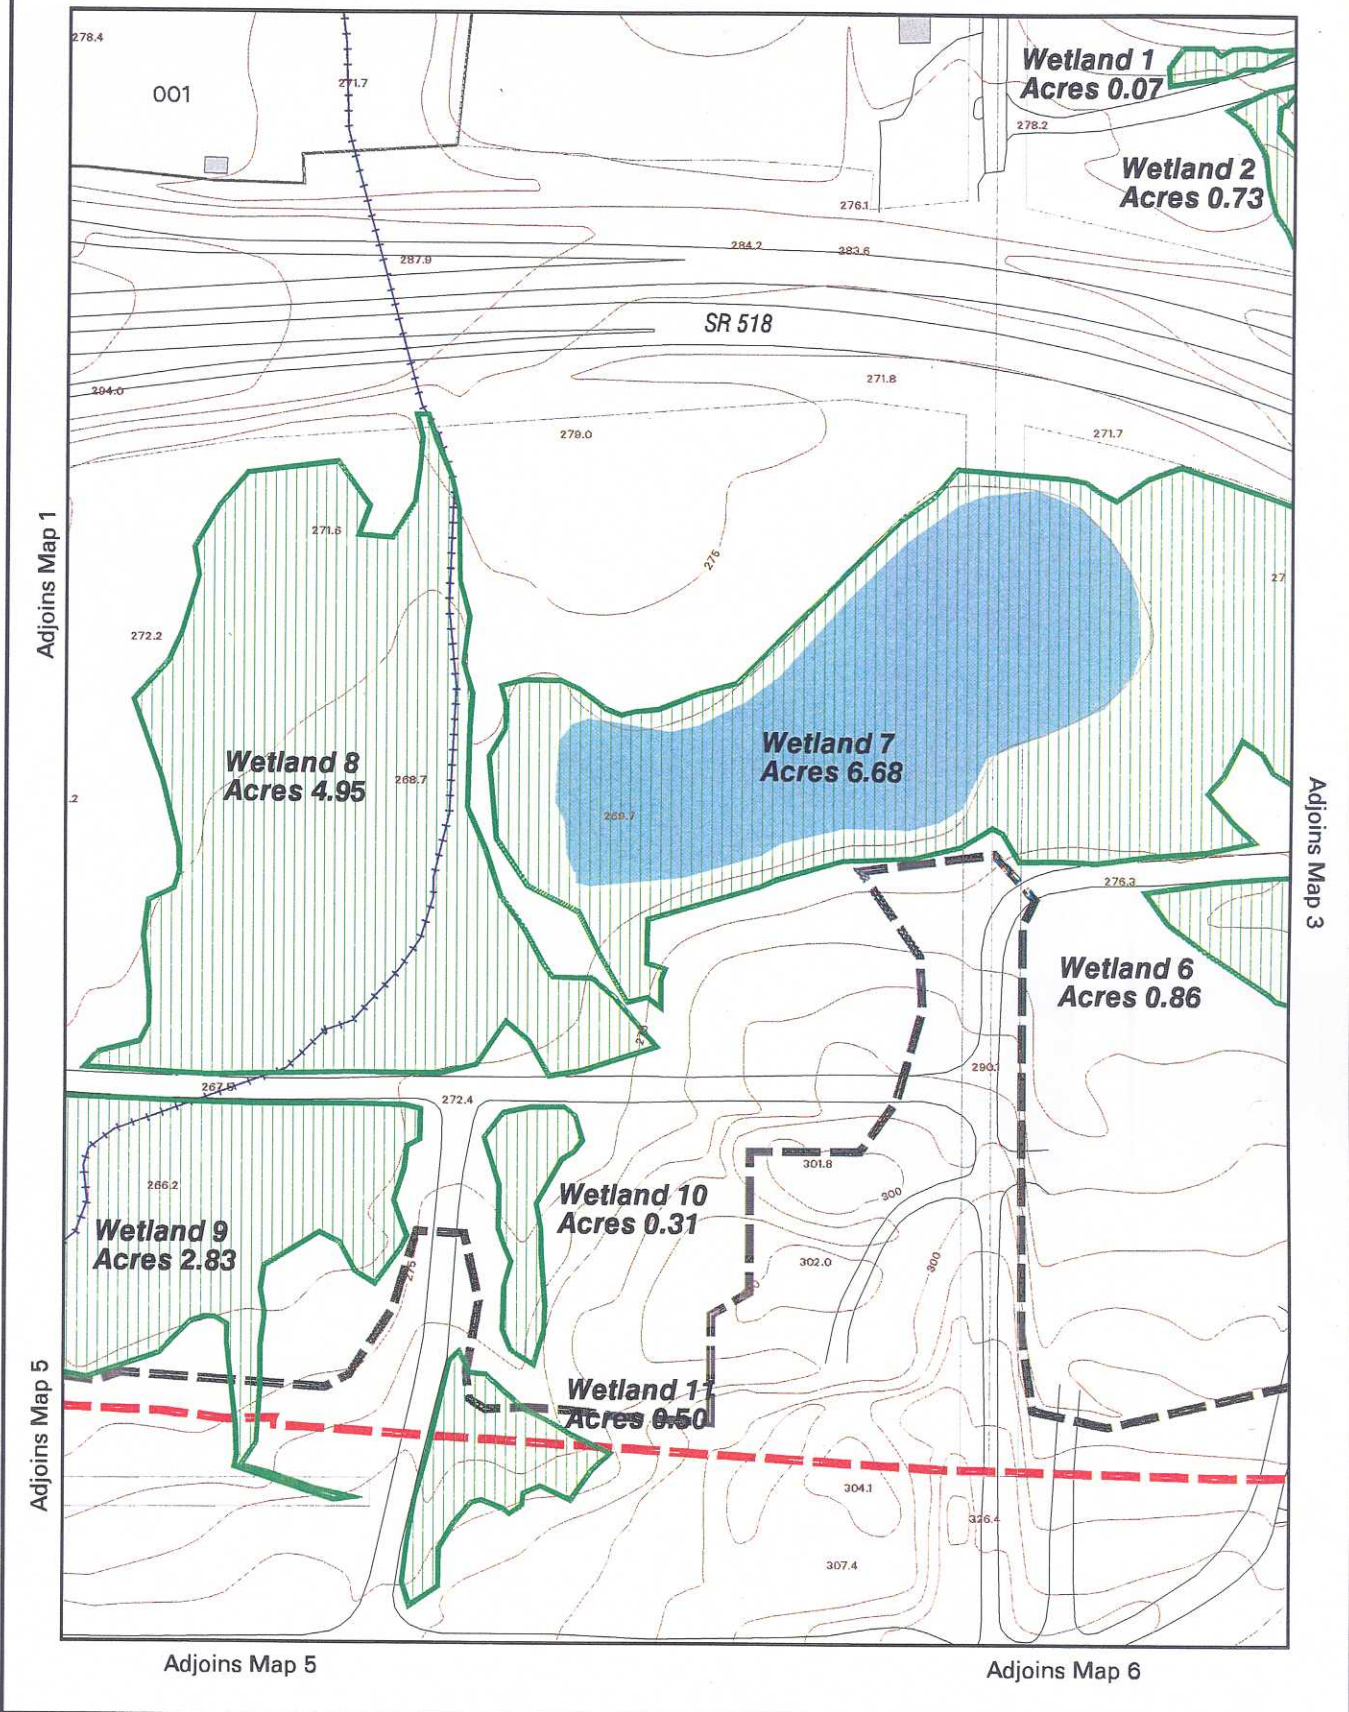 278.4
271.7
001
Wetland 1
Acres 0.07
278.2
Wetland 2
Acres 0.73
276.1
284.2
283.6
287.9
SR 518
294.0
271.8
279.0
271.7
271.6
275
27
272.2
Adjoins Map 1
Wetland 7
Acres 6.68
Wetland 8
Acres 4.95
268.7
.2
269.7
Adjoins Map 3
276.3
Wetland 6
Acres 0.86
290.1
267.5
272.4
301.8
300
266.2
Wetland 10
Acres 0.31
Wetland 9
Acres 2.83
275
302.0
300
Wetland 11
Acres 0.50
Adjoins Map 5
304.1
326.4
307.4
Adjoins Map 5
Adjoins Map 6